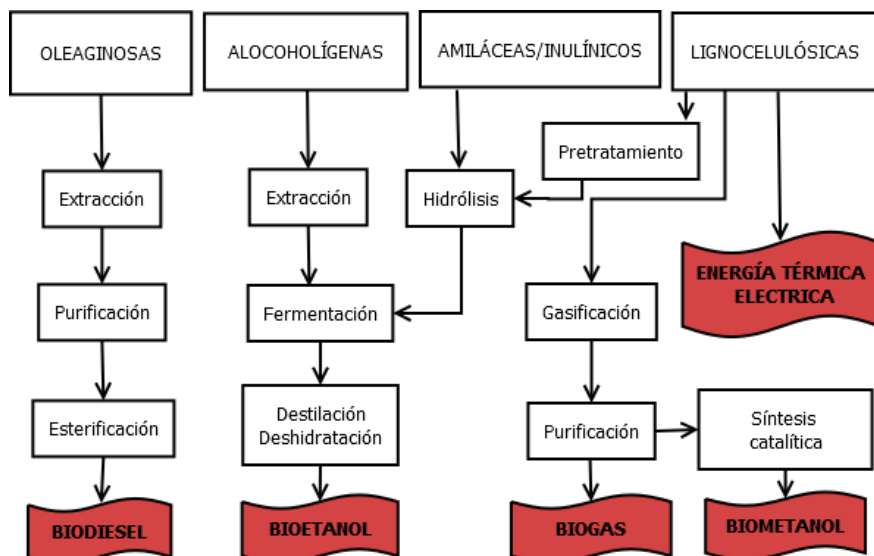 OLEAGINOSAS
ALOCOHOLÍGENAS
AMILÁCEAS/INULÍNICOS
LIGNOCELULÓSICAS
Pretratamiento
Extracción
Extracción
Hidrólisis
ENERGÍA TÉRMICA
ELECTRICA
Purificación
Fermentación
Gasificación
Esterificación
Destilación
Deshidratación
Purificación
Síntesis
catalítica
BIODIESEL
BIOETANOL
BIOGAS
BIOMETANOL